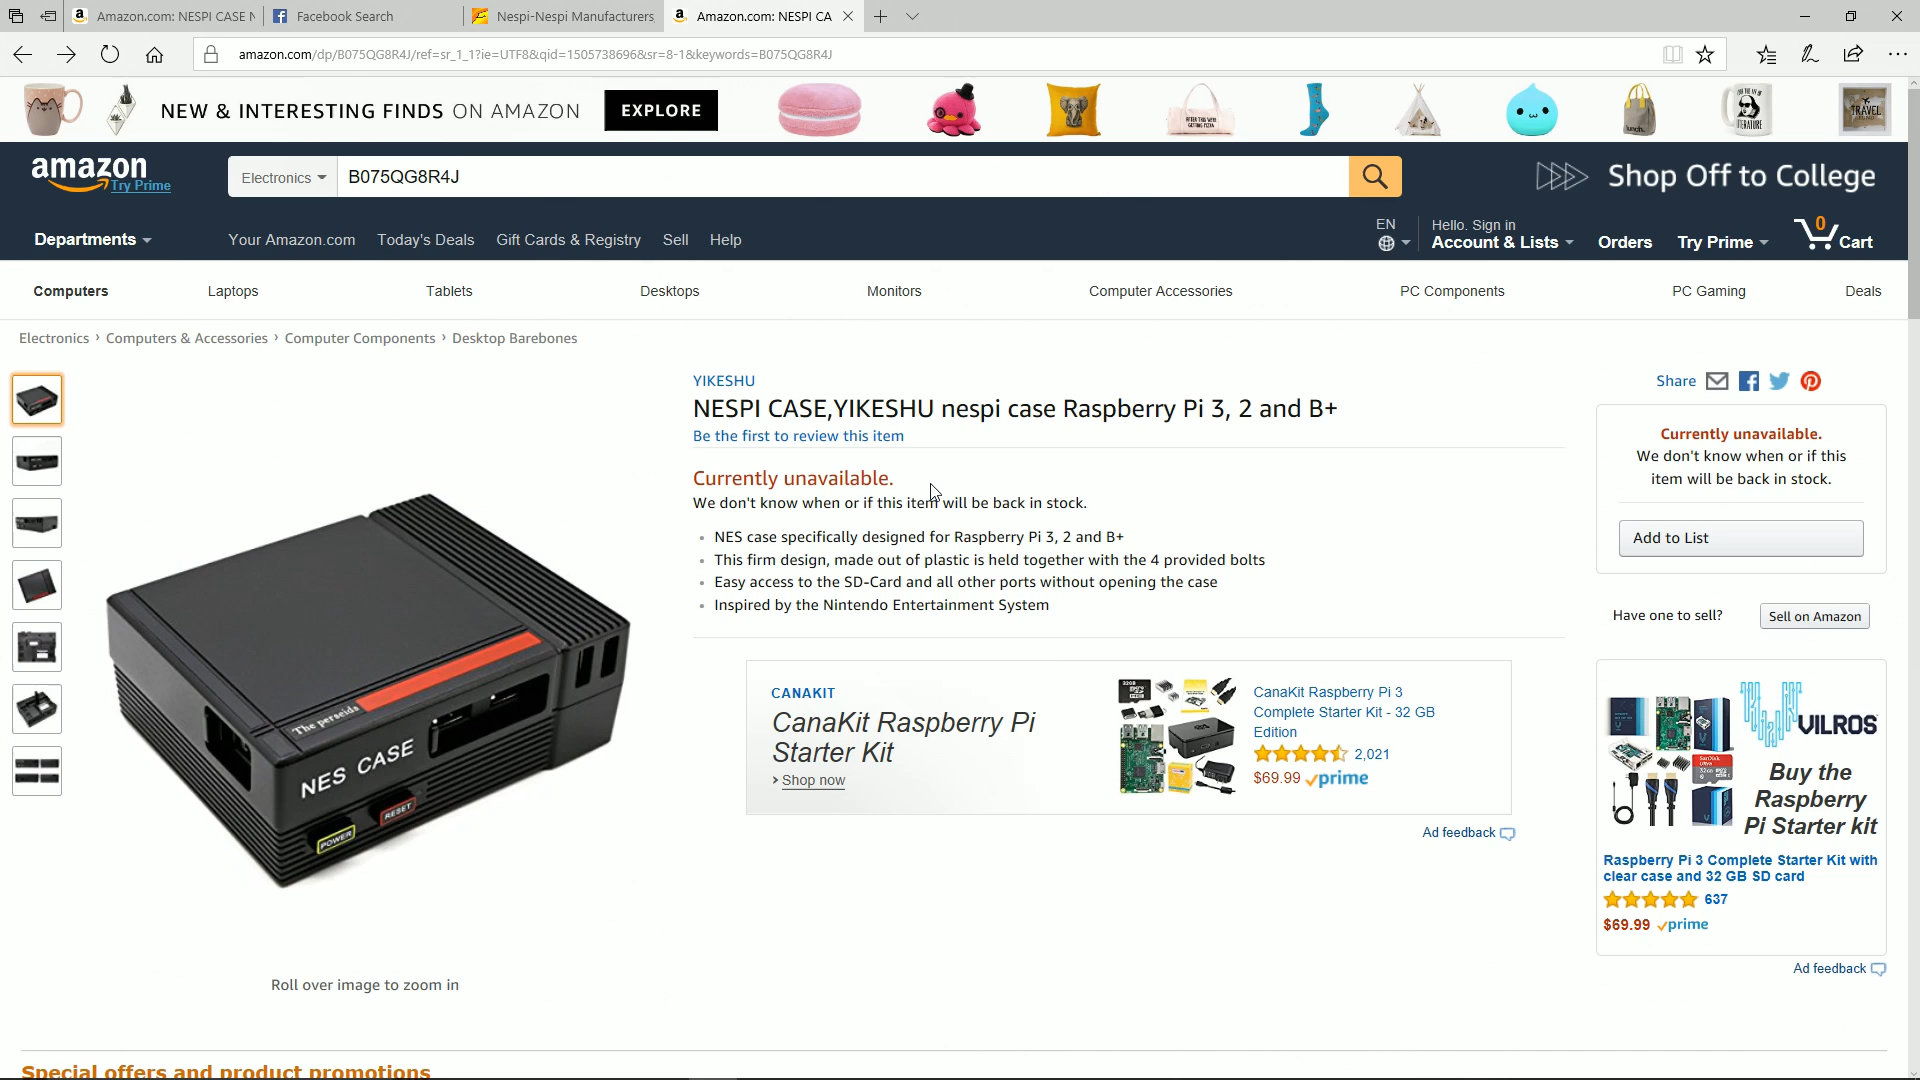 Amazon.com: NESPI CASE N
Facebook Search
Nespi-Nespi Manufacturers,
Amazon.com: NESPI CA
amazon.com/dp/B075QG8R4J/ref=sr_1_1?ie=UTF8&qid=1505738696&sr=8-1&keywords=B075QG8R4J
NEW & INTERESTING FINDS ON AMAZON
EXPLORE
AFTER THIS WE'RE GETTING PIZZA
lunch.
TRAVEL
amazon
Try Prime
Electronics
B075QG8R4J
Shop Off to College
Departments
Your Amazon.com
Today's Deals
Gift Cards & Registry
Sell
Help
EN
Hello. Sign in
Account & Lists
Orders
Try Prime
0
Cart
Computers
Laptops
Tablets
Desktops
Monitors
Computer Accessories
PC Components
PC Gaming
Deals
Electronics › Computers & Accessories › Computer Components › Desktop Barebones
YIKESHU
NESPI CASE,YIKESHU nespi case Raspberry Pi 3, 2 and B+
Be the first to review this item
Currently unavailable.
We don't know when or if this item will be back in stock.
• NES case specifically designed for Raspberry Pi 3, 2 and B+
• This firm design, made out of plastic is held together with the 4 provided bolts
• Easy access to the SD-Card and all other ports without opening the case
• Inspired by the Nintendo Entertainment System
The perseids
NES CASE
POWER
RESET
Roll over image to zoom in
CANAKIT
CanaKit Raspberry Pi
Starter Kit
› Shop now
32GB
CanaKit Raspberry Pi 3
Complete Starter Kit - 32 GB
Edition
2,021
$69.99 prime
Ad feedback
Share
Currently unavailable.
We don't know when or if this
item will be back in stock.
Add to List
Have one to sell?
Sell on Amazon
VILROS
Buy the
Raspberry
Pi Starter kit
SanDisk
Ultra
32GB
Raspberry Pi 3 Complete Starter Kit with
clear case and 32 GB SD card
637
$69.99 prime
Ad feedback
Special offers and product promotions